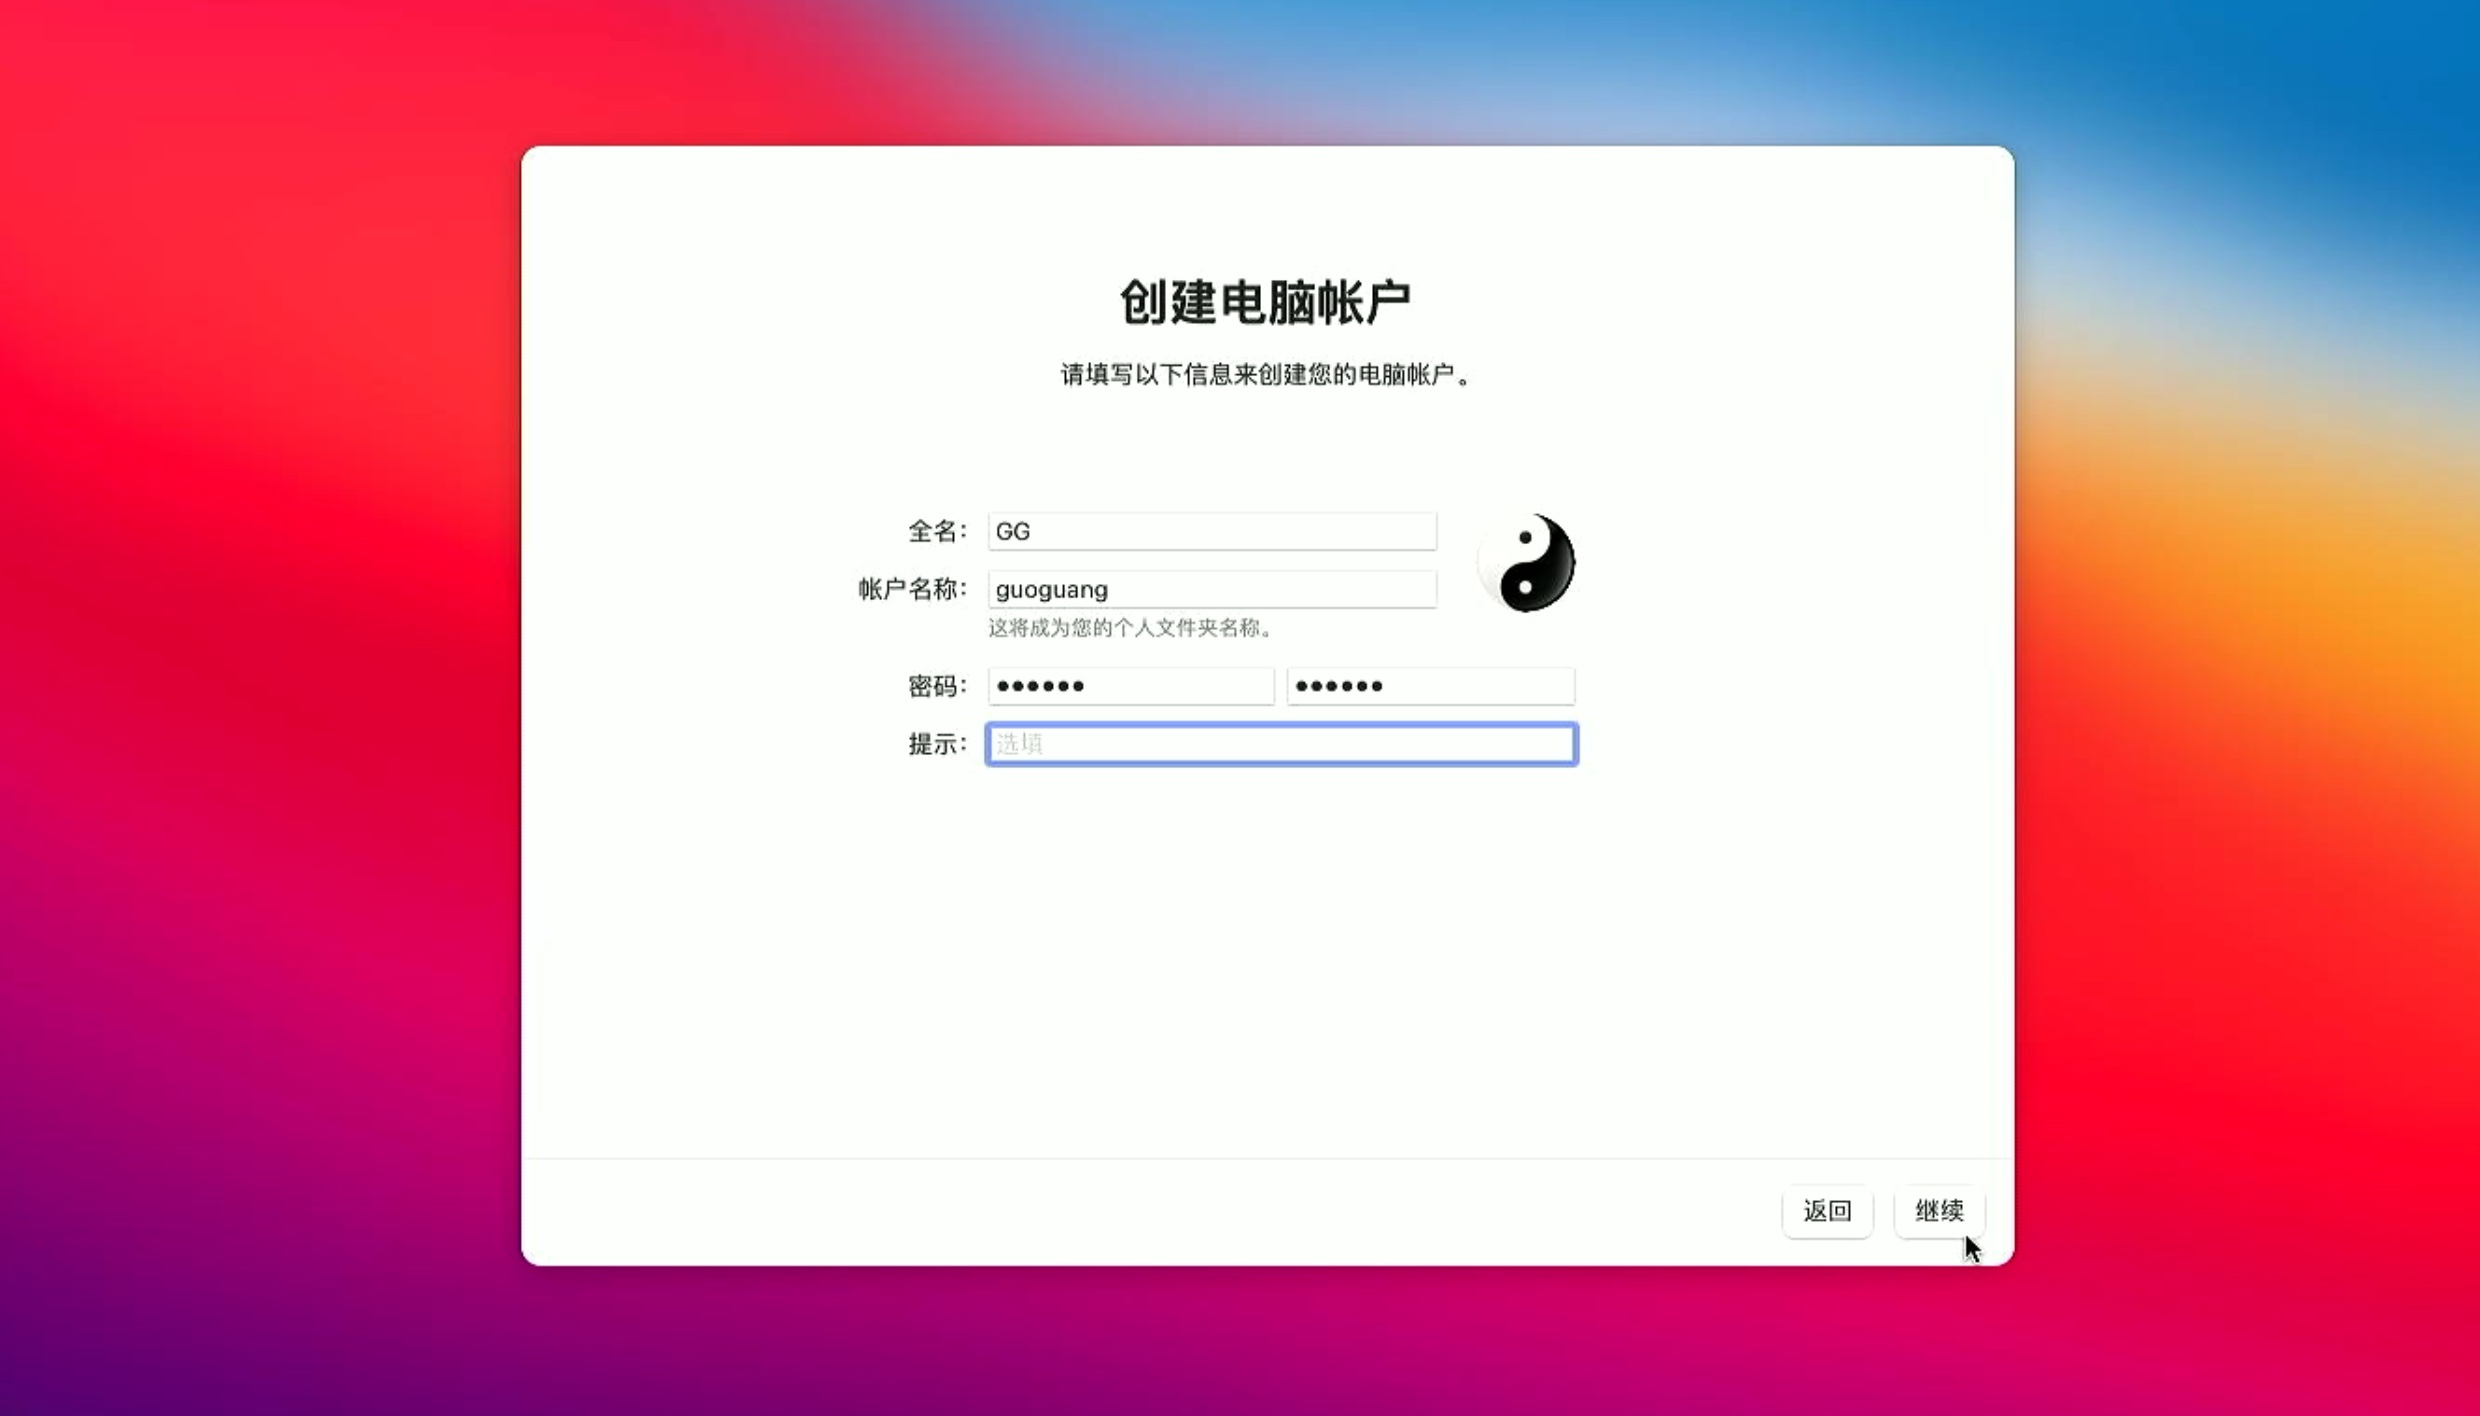 创建电脑帐户
请填写以下信息来创建您的电脑帐户。
全名： GG
帐户名称： guoguang
这将成为您的个人文件夹名称。
密码： •••••• ••••••
提示： 选填
返回 继续